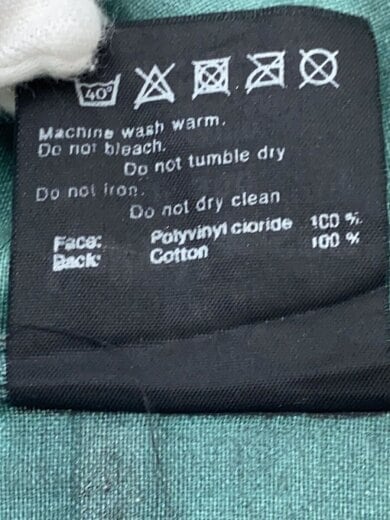 40°
Machine wash warm.
Do not bleach.
Do not tumble dry
Do not iron.
Do not dry clean
Face: Polyvinyl cloride 100 %
Back: Cotton 100 %